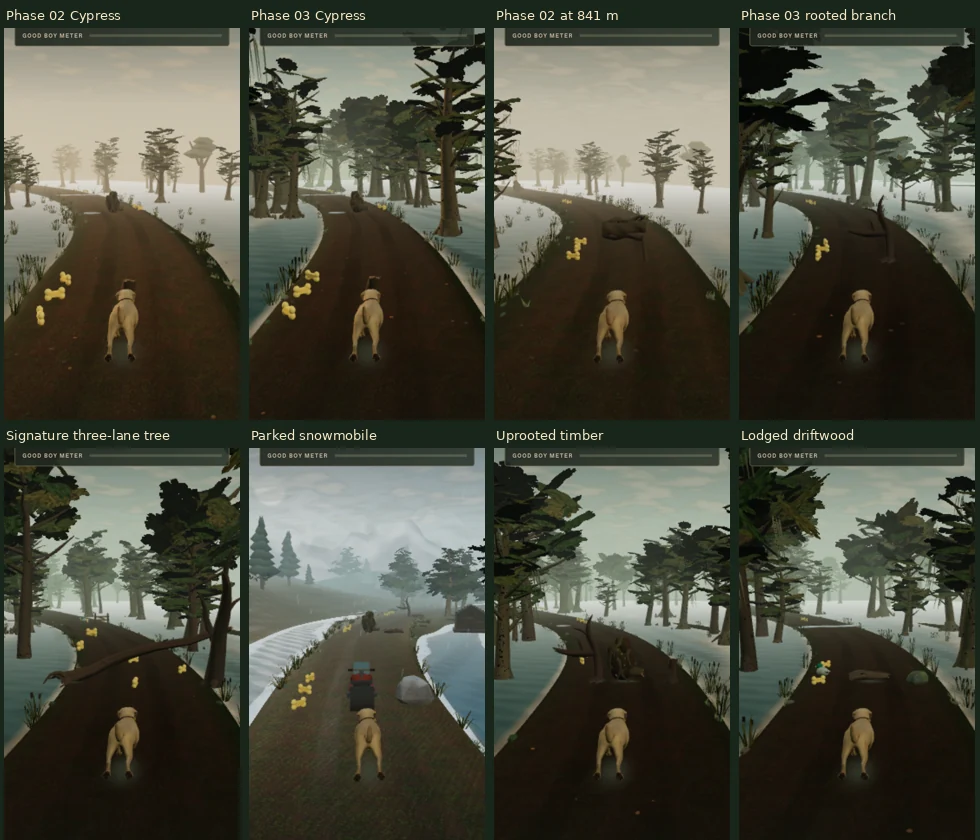 Phase 02 Cypress
Phase 03 Cypress
Phase 02 at 841 m
Phase 03 rooted branch
GOOD BOY METER
GOOD BOY METER
GOOD BOY METER
GOOD BOY METER
Signature three-lane tree
Parked snowmobile
Uprooted timber
Lodged driftwood
GOOD BOY METER
GOOD BOY METER
GOOD BOY METER
GOOD BOY METER